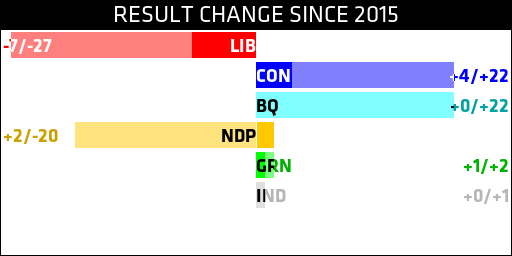 RESULT CHANGE SINCE 2015
-7/-27 LIB
CON +4/+22
BQ +0/+22
+2/-20 NDP
GRN +1/+2
IND +0/+1